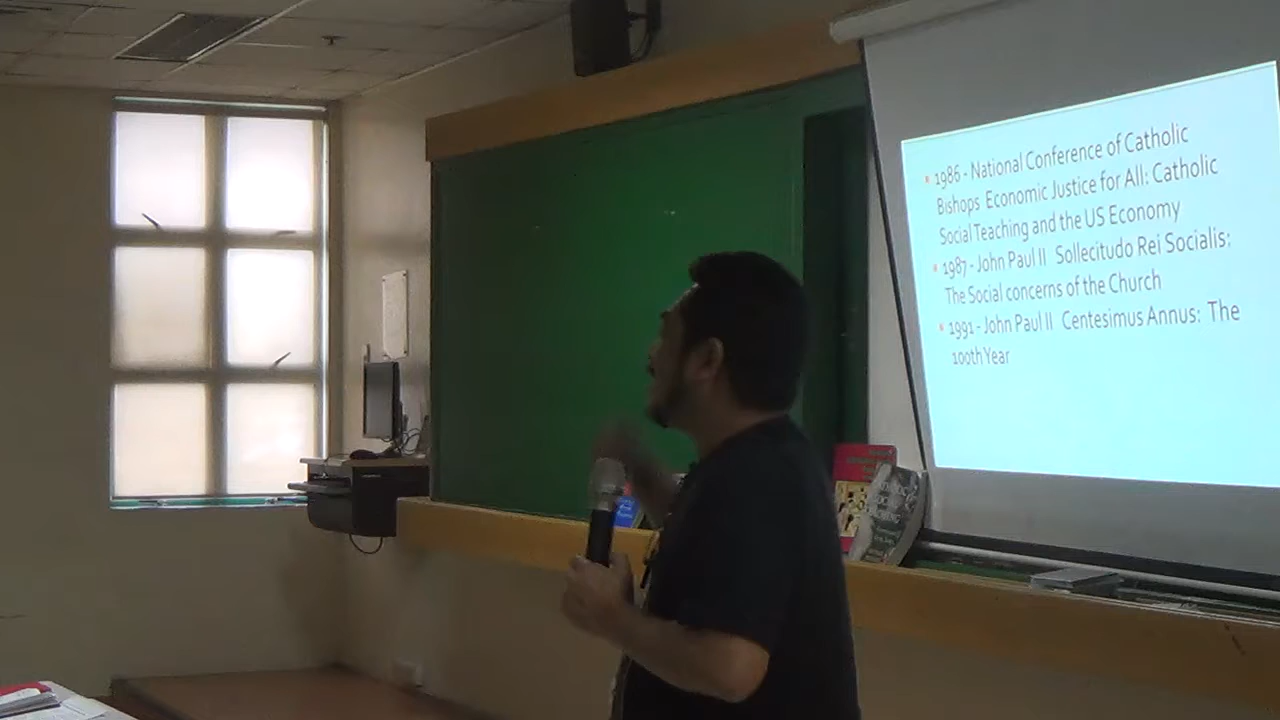 1986 - National Conference of Catholic
Bishops Economic Justice for All: Catholic
Social Teaching and the US Economy
1987 - John Paul II Sollecitudo Rei Socialis:
The Social concerns of the Church
1991 - John Paul II Centesimus Annus: The
100th Year